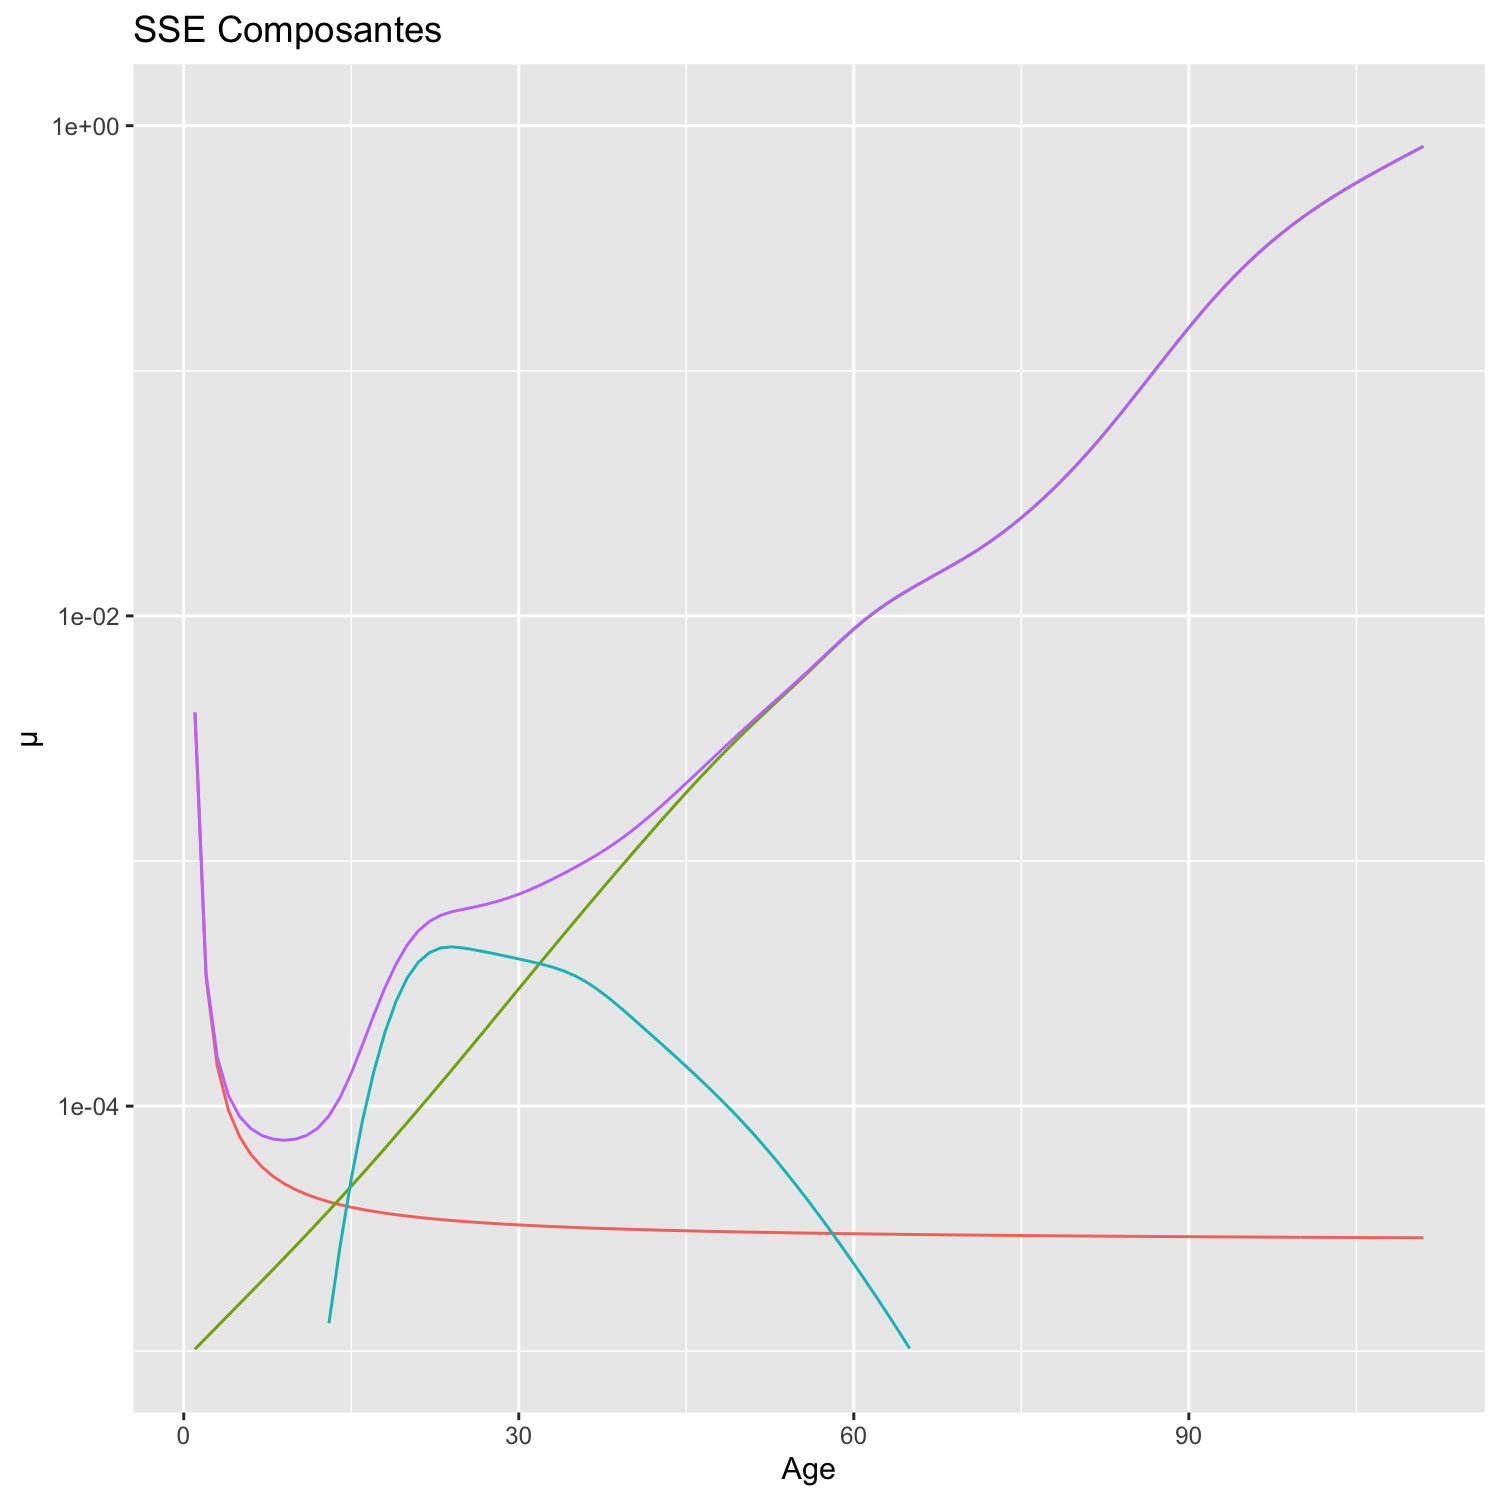 SSE Composantes
1e+00
1e-02
1e-04
μ
0 30 60 90
Age